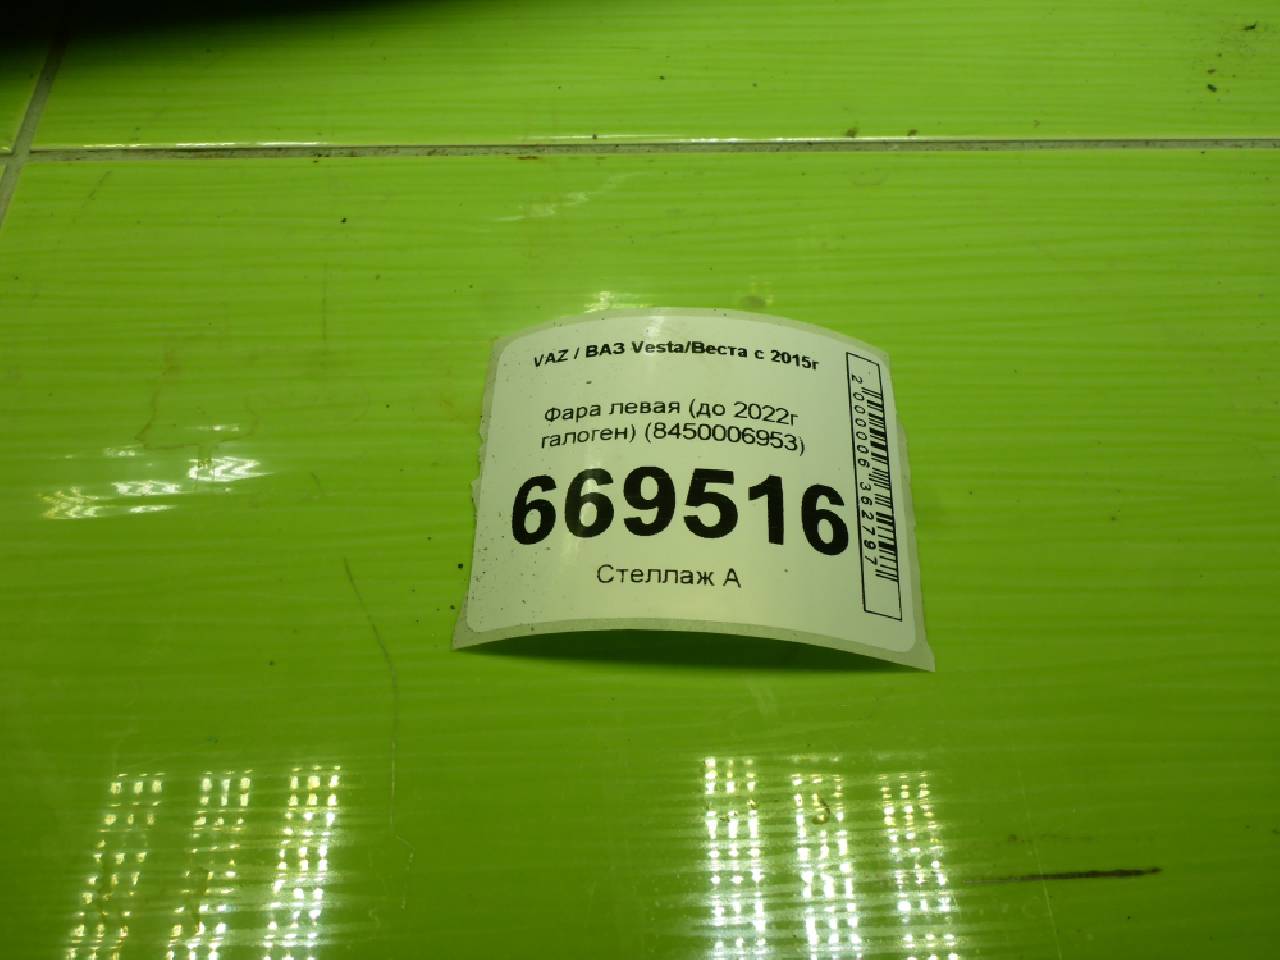 VAZ / ВАЗ Vesta/Веста с 2015г
Фара левая (до 2022г
галоген) (8450006953)
669516
Стеллаж А
2000006362797